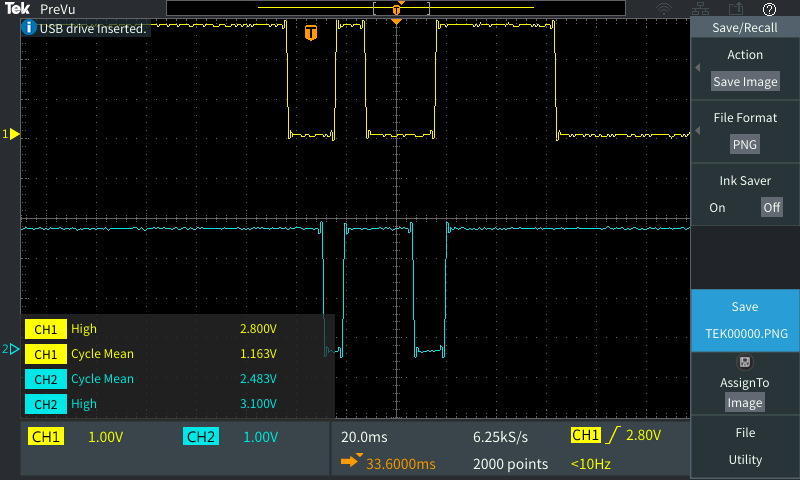 Tek PreVu
T
?
i USB drive Inserted.
T
1
2
CH1 High 2.800V
CH1 Cycle Mean 1.163V
CH2 Cycle Mean 2.483V
CH2 High 3.100V
CH1 1.00V CH2 1.00V
20.0ms 6.25kS/s CH1 2.80V
33.6000ms 2000 points <10Hz
Save/Recall
Action
Save Image
File Format
PNG
Ink Saver
On Off
Save
TEK00000.PNG
AssignTo
Image
File
Utility